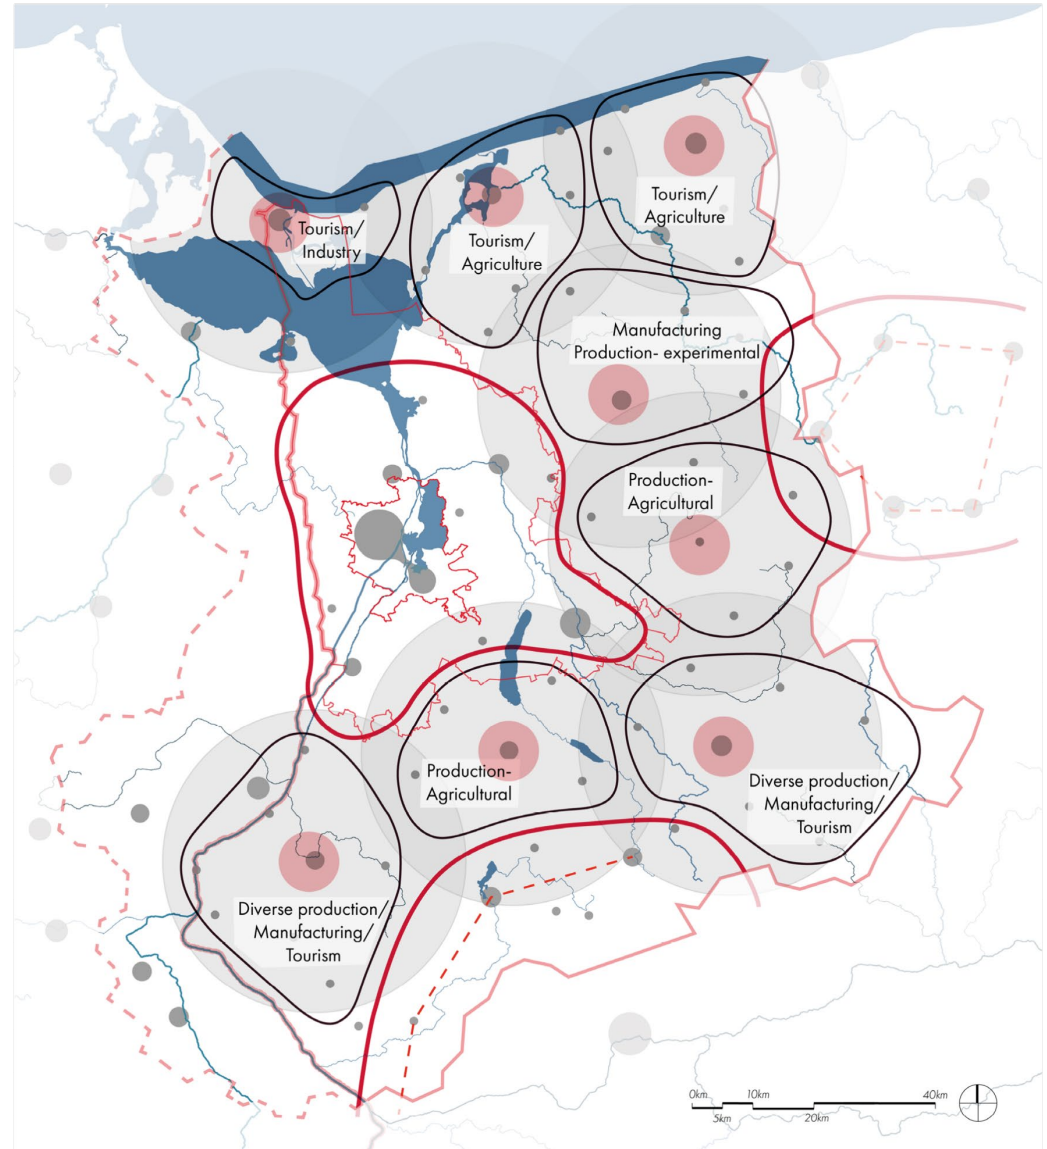 Tourism/
Agriculture
Tourism/
Industry
Tourism/
Agriculture
Manufacturing
Production- experimental
Production-
Agricultural
Production-
Agricultural
Diverse production/
Manufacturing/
Tourism
Diverse production/
Manufacturing/
Tourism
0km 10km 40km
5km 20km